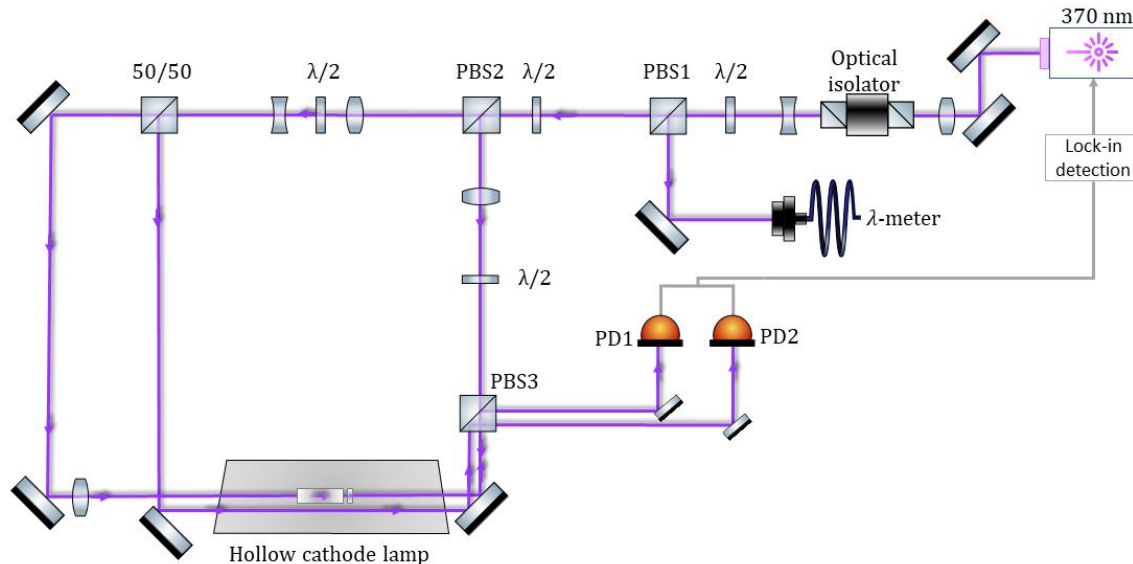 370 nm
Optical
isolator
50/50
λ/2
PBS2
λ/2
PBS1
λ/2
Lock-in
detection
λ-meter
λ/2
PD1
PD2
PBS3
Hollow cathode lamp